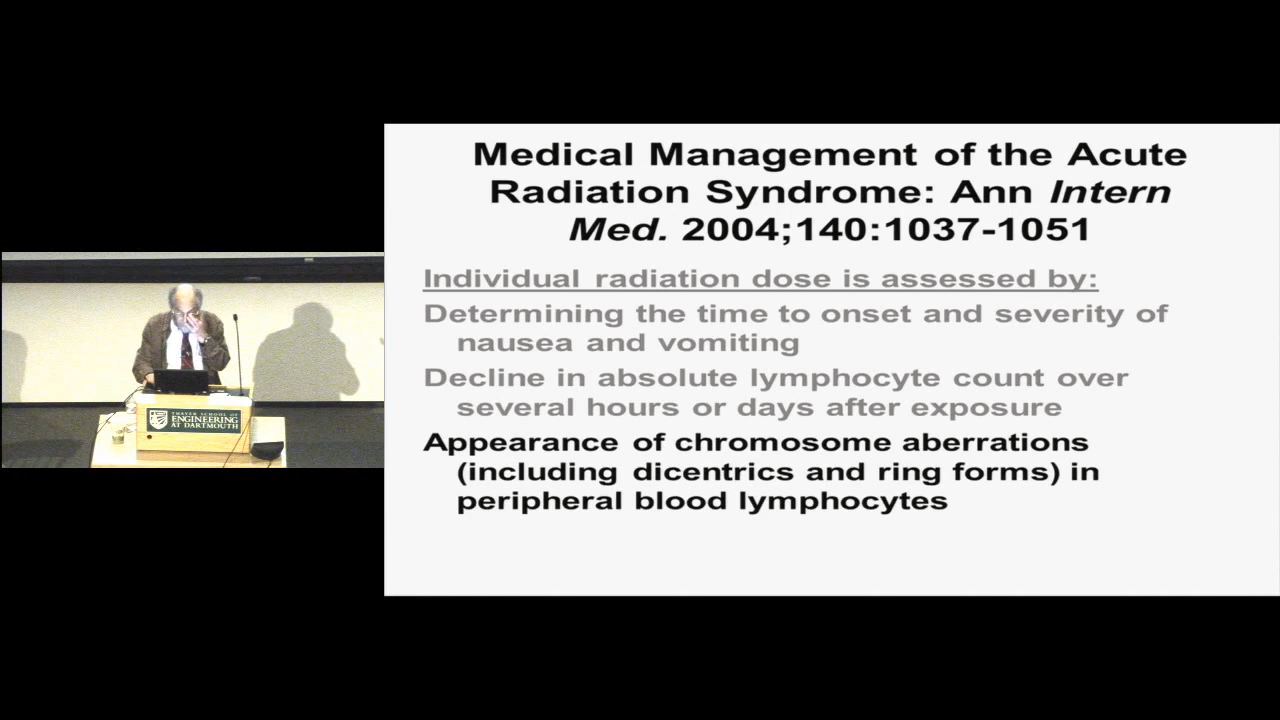 Medical Management of the Acute
Radiation Syndrome: Ann Intern
Med. 2004;140:1037-1051
Individual radiation dose is assessed by:
Determining the time to onset and severity of
nausea and vomiting
Decline in absolute lymphocyte count over
several hours or days after exposure
Appearance of chromosome aberrations
(including dicentrics and ring forms) in
peripheral blood lymphocytes
THAYER SCHOOL OF
ENGINEERING
AT DARTMOUTH